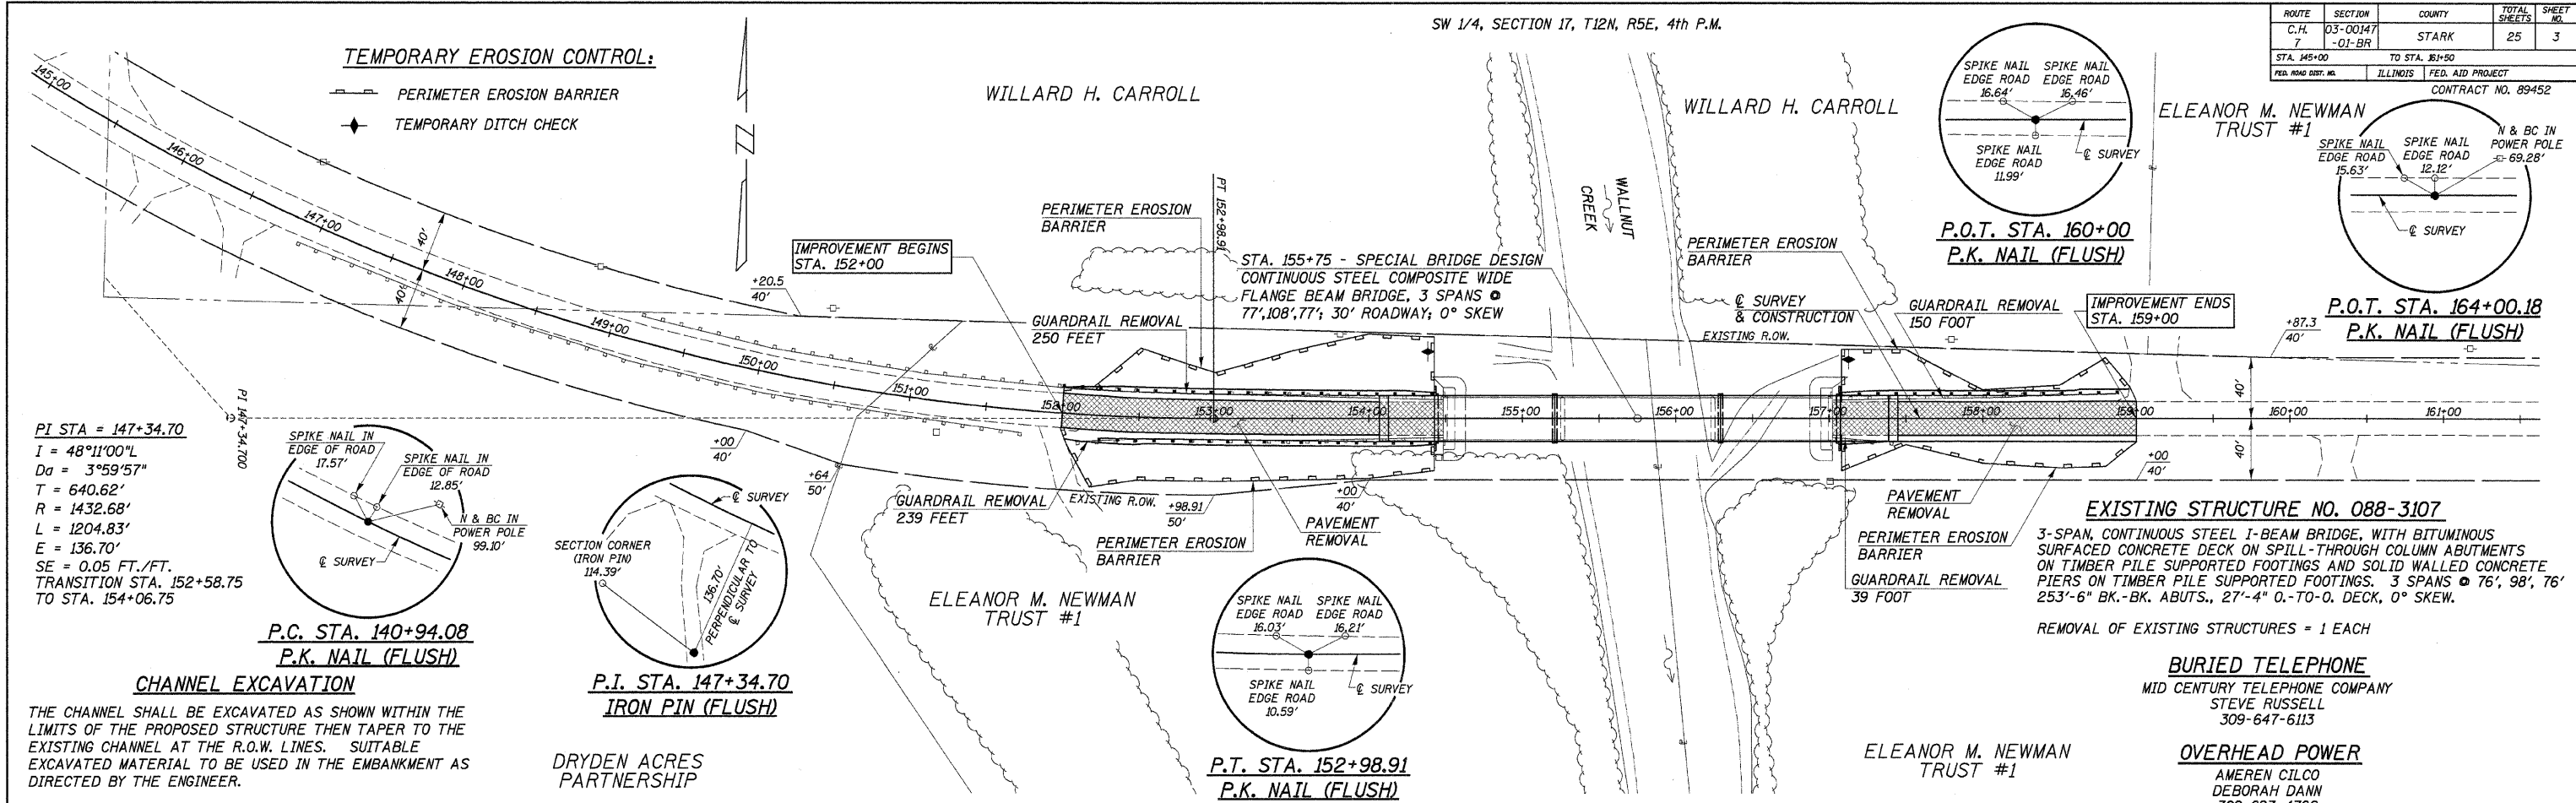 SW 1/4, SECTION 17, T12N, R5E, 4th P.M.
ROUTE SECTION COUNTY TOTAL SHEETS SHEET NO.
C.H. 7 03-00147 -01-BR STARK 25 3
STA. 145+00 TO STA. 161+50
FED. ROAD DIST. NO. ILLINOIS FED. AID PROJECT
CONTRACT NO. 89452
TEMPORARY EROSION CONTROL:
PERIMETER EROSION BARRIER
TEMPORARY DITCH CHECK
N
WILLARD H. CARROLL
WILLARD H. CARROLL
ELEANOR M. NEWMAN
TRUST #1
WALLNUT
CREEK
SPIKE NAIL
EDGE ROAD
16.64'
SPIKE NAIL
EDGE ROAD
16.46'
SPIKE NAIL
EDGE ROAD
11.99'
℄ SURVEY
P.O.T. STA. 160+00
P.K. NAIL (FLUSH)
SPIKE NAIL
EDGE ROAD
15.63'
SPIKE NAIL
EDGE ROAD
12.12'
N & BC IN
POWER POLE
69.28'
℄ SURVEY
P.O.T. STA. 164+00.18
P.K. NAIL (FLUSH)
145+00
146+00
147+00
148+00
149+00
150+00
151+00
152+00
153+00
154+00
155+00
156+00
157+00
158+00
159+00
160+00
161+00
40'
40'
+20.5
40'
IMPROVEMENT BEGINS
STA. 152+00
PERIMETER EROSION
BARRIER
PT 152+98.91
STA. 155+75 - SPECIAL BRIDGE DESIGN
CONTINUOUS STEEL COMPOSITE WIDE
FLANGE BEAM BRIDGE, 3 SPANS @
77',108',77'; 30' ROADWAY; 0° SKEW
GUARDRAIL REMOVAL
250 FEET
PERIMETER EROSION
BARRIER
℄ SURVEY
& CONSTRUCTION
EXISTING R.O.W.
GUARDRAIL REMOVAL
150 FOOT
IMPROVEMENT ENDS
STA. 159+00
+87.3
40'
40'
40'
PI 147+34.700
PI STA = 147+34.70
I = 48°11'00"L
Da = 3°59'57"
T = 640.62'
R = 1432.68'
L = 1204.83'
E = 136.70'
SE = 0.05 FT./FT.
TRANSITION STA. 152+58.75
TO STA. 154+06.75
SPIKE NAIL IN
EDGE OF ROAD
17.57'
SPIKE NAIL IN
EDGE OF ROAD
12.85'
N & BC IN
POWER POLE
99.10'
℄ SURVEY
P.C. STA. 140+94.08
P.K. NAIL (FLUSH)
℄ SURVEY
SECTION CORNER
(IRON PIN)
114.39'
136.70'
PERPENDICULAR TO
℄ SURVEY
P.I. STA. 147+34.70
IRON PIN (FLUSH)
+00
40'
+64
50'
GUARDRAIL REMOVAL
239 FEET
EXISTING R.O.W.
+98.91
50'
PERIMETER EROSION
BARRIER
+00
40'
PAVEMENT
REMOVAL
ELEANOR M. NEWMAN
TRUST #1
SPIKE NAIL
EDGE ROAD
16.03'
SPIKE NAIL
EDGE ROAD
16.21'
SPIKE NAIL
EDGE ROAD
10.59'
℄ SURVEY
P.T. STA. 152+98.91
P.K. NAIL (FLUSH)
PAVEMENT
REMOVAL
PERIMETER EROSION
BARRIER
GUARDRAIL REMOVAL
39 FOOT
+00
40'
EXISTING STRUCTURE NO. 088-3107
3-SPAN, CONTINUOUS STEEL I-BEAM BRIDGE, WITH BITUMINOUS
SURFACED CONCRETE DECK ON SPILL-THROUGH COLUMN ABUTMENTS
ON TIMBER PILE SUPPORTED FOOTINGS AND SOLID WALLED CONCRETE
PIERS ON TIMBER PILE SUPPORTED FOOTINGS. 3 SPANS @ 76', 98', 76'
253'-6" BK.-BK. ABUTS., 27'-4" O.-TO-O. DECK, 0° SKEW.
REMOVAL OF EXISTING STRUCTURES = 1 EACH
CHANNEL EXCAVATION
THE CHANNEL SHALL BE EXCAVATED AS SHOWN WITHIN THE
LIMITS OF THE PROPOSED STRUCTURE THEN TAPER TO THE
EXISTING CHANNEL AT THE R.O.W. LINES. SUITABLE
EXCAVATED MATERIAL TO BE USED IN THE EMBANKMENT AS
DIRECTED BY THE ENGINEER.
DRYDEN ACRES
PARTNERSHIP
ELEANOR M. NEWMAN
TRUST #1
BURIED TELEPHONE
MID CENTURY TELEPHONE COMPANY
STEVE RUSSELL
309-647-6113
OVERHEAD POWER
AMEREN CILCO
DEBORAH DANN